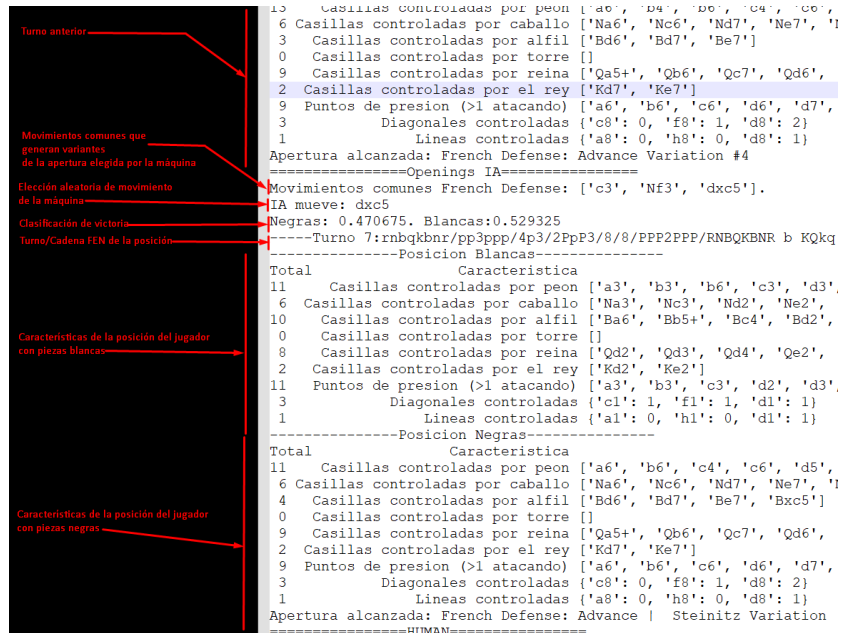 Turno anterior
Movimientos comunes que
generan variantes
de la apertura elegida por la máquina
Elección aleatoria de movimiento
de la máquina
Clasificación de victoria
Turno/Cadena FEN de la posición
Características de la posición del jugador
con piezas blancas
Características de la posición del jugador
con piezas negras
13 Casillas controladas por peon ['a6', 'b4', 'b6', 'c4', 'c6',
6 Casillas controladas por caballo ['Na6', 'Nc6', 'Nd7', 'Ne7',
3 Casillas controladas por alfil ['Bd6', 'Bd7', 'Be7']
0 Casillas controladas por torre []
9 Casillas controladas por reina ['Qa5+', 'Qb6', 'Qc7', 'Qd6',
2 Casillas controladas por el rey ['Kd7', 'Ke7']
9 Puntos de presion (>1 atacando) ['a6', 'b6', 'c6', 'd6', 'd7',
3 Diagonales controladas {'c8': 0, 'f8': 1, 'd8': 2}
1 Lineas controladas {'a8': 0, 'h8': 0, 'd8': 1}
Apertura alcanzada: French Defense: Advance Variation #4
================Openings IA================
Movimientos comunes French Defense: ['c3', 'Nf3', 'dxc5'].
IA mueve: dxc5
Negras: 0.470675. Blancas:0.529325
-----Turno 7:rnbqkbnr/pp3ppp/4p3/2PpP3/8/8/PPP2PPP/RNBQKBNR b KQkq
---------------Posicion Blancas---------------
Total Caracteristica
11 Casillas controladas por peon ['a3', 'b3', 'b6', 'c3', 'd3',
6 Casillas controladas por caballo ['Na3', 'Nc3', 'Nd2', 'Ne2',
10 Casillas controladas por alfil ['Ba6', 'Bb5+', 'Bc4', 'Bd2',
0 Casillas controladas por torre []
8 Casillas controladas por reina ['Qd2', 'Qd3', 'Qd4', 'Qe2',
2 Casillas controladas por el rey ['Kd2', 'Ke2']
11 Puntos de presion (>1 atacando) ['a3', 'b3', 'c3', 'd2', 'd3',
3 Diagonales controladas {'c1': 1, 'f1': 1, 'd1': 1}
1 Lineas controladas {'a1': 0, 'h1': 0, 'd1': 1}
---------------Posicion Negras---------------
Total Caracteristica
11 Casillas controladas por peon ['a6', 'b6', 'c4', 'c6', 'd5',
6 Casillas controladas por caballo ['Na6', 'Nc6', 'Nd7', 'Ne7',
4 Casillas controladas por alfil ['Bd6', 'Bd7', 'Be7', 'Bxc5']
0 Casillas controladas por torre []
9 Casillas controladas por reina ['Qa5+', 'Qb6', 'Qc7', 'Qd6',
2 Casillas controladas por el rey ['Kd7', 'Ke7']
9 Puntos de presion (>1 atacando) ['a6', 'b6', 'c6', 'd6', 'd7',
3 Diagonales controladas {'c8': 0, 'f8': 1, 'd8': 2}
1 Lineas controladas {'a8': 0, 'h8': 0, 'd8': 1}
Apertura alcanzada: French Defense: Advance | Steinitz Variation
================HUMAN================